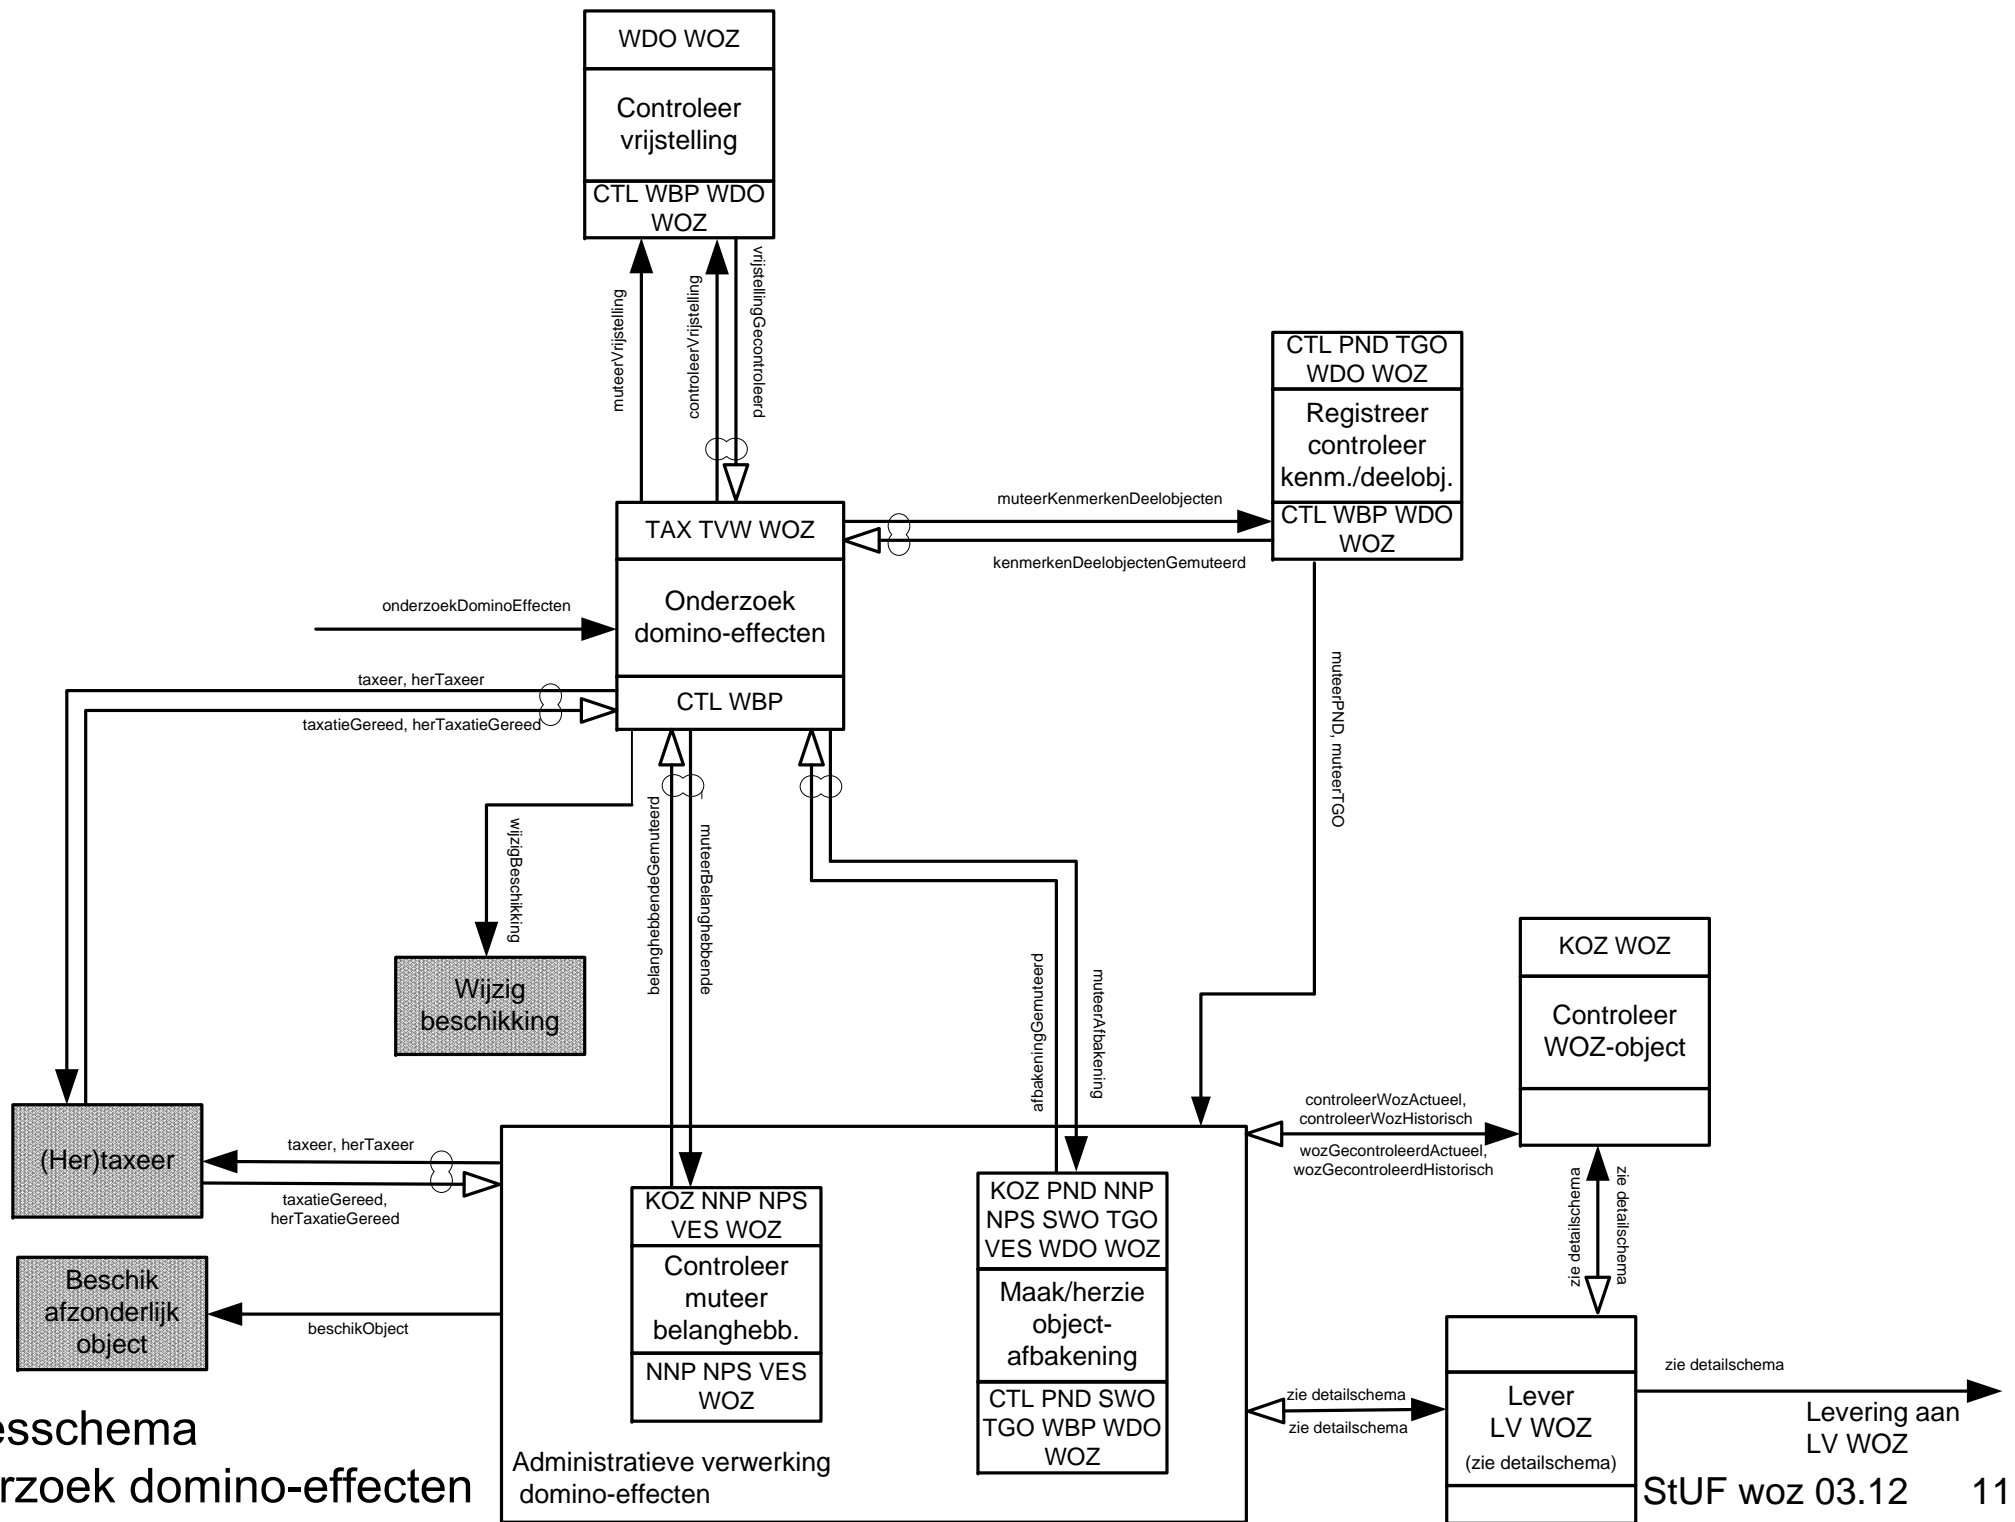 WDO WOZ
Controleer
vrijstelling
CTL WBP WDO
WOZ
muteerVrijstelling
controleerVrijstelling
vrijstellingGecontroleerd
CTL PND TGO
WDO WOZ
Registreer
controleer
kenm./deelobj.
CTL WBP WDO
WOZ
muteerKenmerkenDeelobjecten
kenmerkenDeelobjectenGemuteerd
TAX TVW WOZ
Onderzoek
domino-effecten
CTL WBP
onderzoekDominoEffecten
taxeer, herTaxeer
taxatieGereed, herTaxatieGereed
muteerPND, muteerTGO
wijzigBeschikking
belanghebbendeGemuteerd
muteerBelanghebbende
afbakeningGemuteerd
muteerAfbakening
Wijzig
beschikking
KOZ WOZ
Controleer
WOZ-object
controleerWozActueel,
controleerWozHistorisch
wozGecontroleerdActueel,
wozGecontroleerdHistorisch
(Her)taxeer
taxeer, herTaxeer
taxatieGereed,
herTaxatieGereed
KOZ NNP NPS
VES WOZ
Controleer
muteer
belanghebb.
NNP NPS VES
WOZ
KOZ PND NNP
NPS SWO TGO
VES WDO WOZ
Maak/herzie
object-
afbakening
CTL PND SWO
TGO WBP WDO
WOZ
zie detailschema
zie detailschema
Beschik
afzonderlijk
object
beschikObject
zie detailschema
zie detailschema
Lever
LV WOZ
(zie detailschema)
zie detailschema
Levering aan
LV WOZ
Administratieve verwerking
domino-effecten
esschema
rzoek domino-effecten
StUF woz 03.12 11